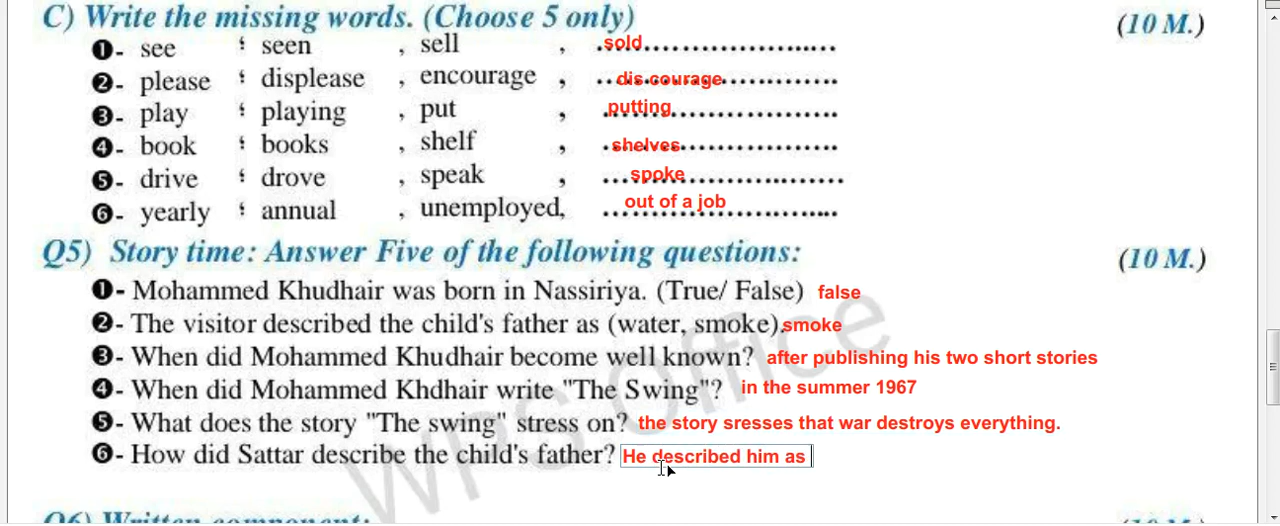 C) Write the missing words. (Choose 5 only) (10 M.)
❶- see ؛ seen , sell , .sold……………………...…
❷- please ؛ displease , encourage , …dis.courage……….……..
❸- play ؛ playing , put , .putting………………….
❹- book ؛ books , shelf , .shelves………………….
❺- drive ؛ drove , speak , …spoke…………..…….
❻- yearly ؛ annual , unemployed, …out of a job….…....
Q5) Story time: Answer Five of the following questions: (10 M.)
❶- Mohammed Khudhair was born in Nassiriya. (True/ False) false
❷- The visitor described the child's father as (water, smoke). smoke
❸- When did Mohammed Khudhair become well known? after publishing his two short stories
❹- When did Mohammed Khdhair write "The Swing"? in the summer 1967
❺- What does the story "The swing" stress on? the story sresses that war destroys everything.
❻- How did Sattar describe the child's father? He described him as
Q6) Written component:
WPS Office